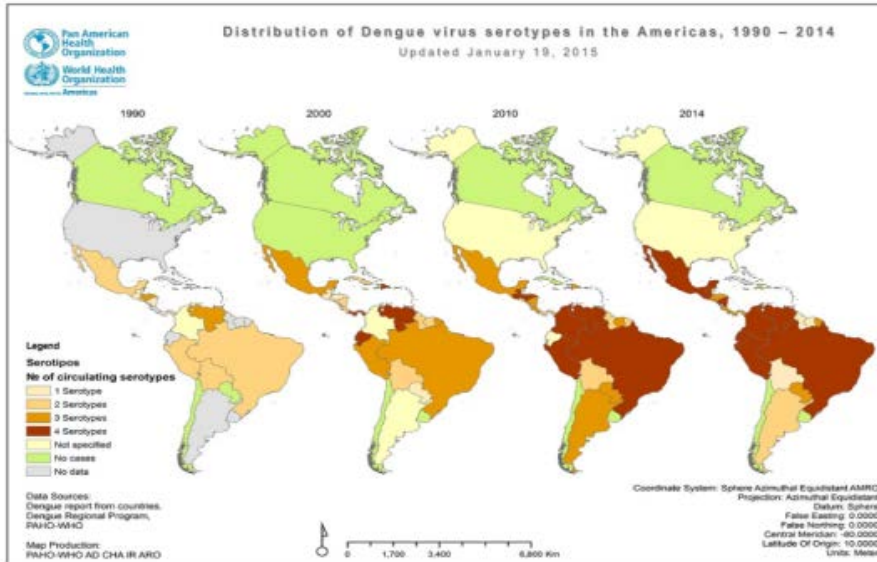 Pan American
Health
Organization
World Health
Organization
Americas
Distribution of Dengue virus serotypes in the Americas, 1990 – 2014
Updated January 19, 2015
1990
2000
2010
2014
Legend
Serotipos
№ of circulating serotypes
1 Serotype
2 Serotypes
3 Serotypes
4 Serotypes
Not specified
No cases
No data
Data Sources:
Dengue report from countries.
Dengue Regional Program,
PAHO-WHO
Map Production:
PAHO-WHO AD CHA IR ARO
0 1,700 3,400 6,800 Km
Coordinate System: Sphere Azimuthal Equidistant AMRO
Projection: Azimuthal Equidistant
Datum: Sphere
False Easting: 0.0000
False Northing: 0.0000
Central Meridian: -80.0000
Latitude Of Origin: 10.0000
Units: Meter